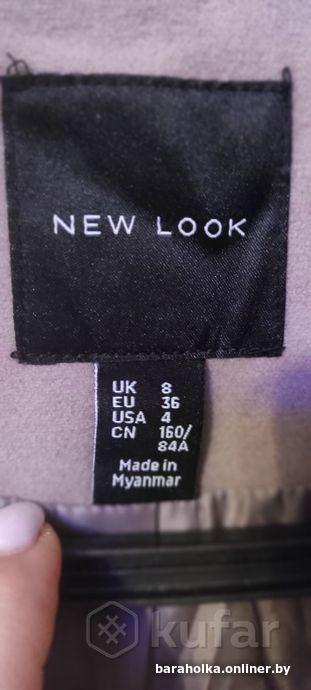 NEW LOOK
UK 8
EU 36
USA 4
CN 160/
84A
Made in
Myanmar
kufar
baraholka.onliner.by